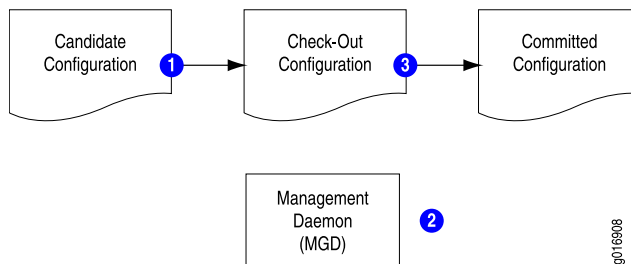 Candidate
Configuration
1
Check-Out
Configuration
3
Committed
Configuration
Management
Daemon
(MGD)
2
g016908